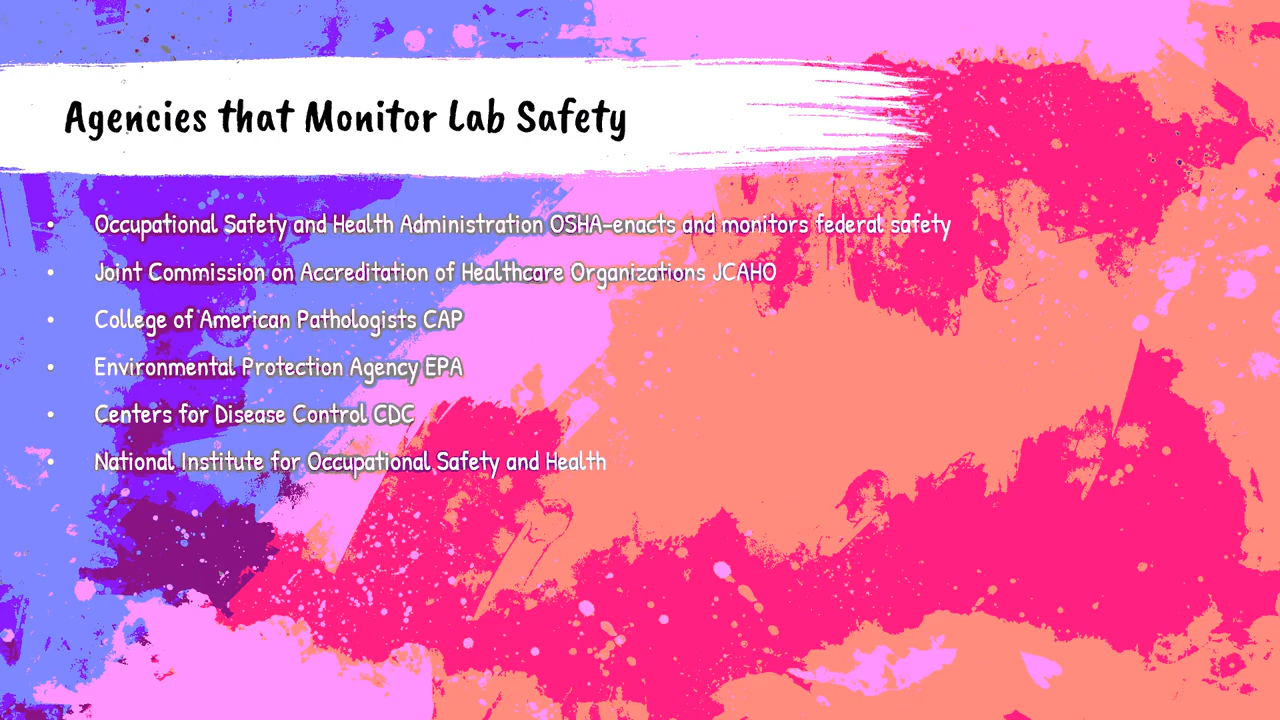 Agencies that Monitor Lab Safety
• Occupational Safety and Health Administration OSHA-enacts and monitors federal safety
• Joint Commission on Accreditation of Healthcare Organizations JCAHO
• College of American Pathologists CAP
• Environmental Protection Agency EPA
• Centers for Disease Control CDC
• National Institute for Occupational Safety and Health